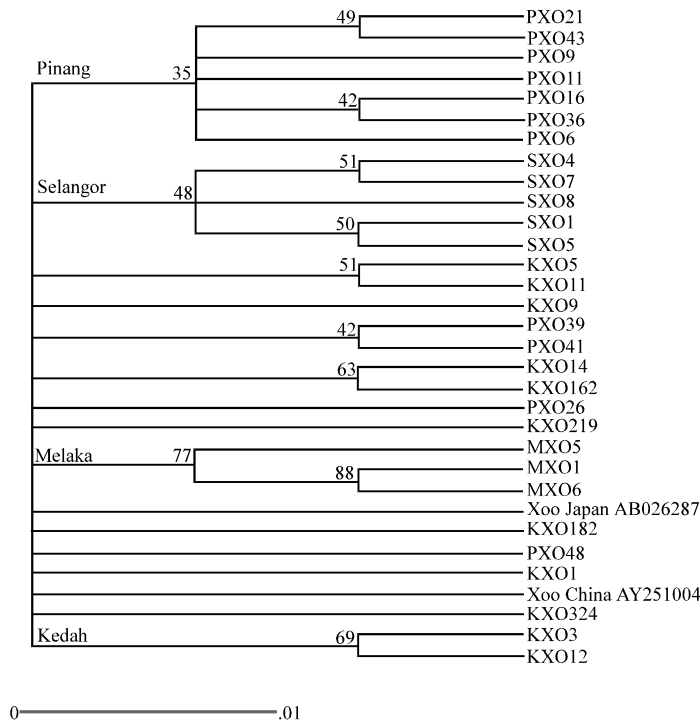 49 PXO21
PXO43
PXO9
Pinang 35 PXO11
42 PXO16
PXO36
PXO6
51 SXO4
SXO7
Selangor 48 SXO8
50 SXO1
SXO5
51 KXO5
KXO11
KXO9
42 PXO39
PXO41
63 KXO14
KXO162
PXO26
KXO219
Melaka 77 MXO5
88 MXO1
MXO6
Xoo Japan AB026287
KXO182
PXO48
KXO1
Xoo China AY251004
KXO324
Kedah 69 KXO3
KXO12
0 .01